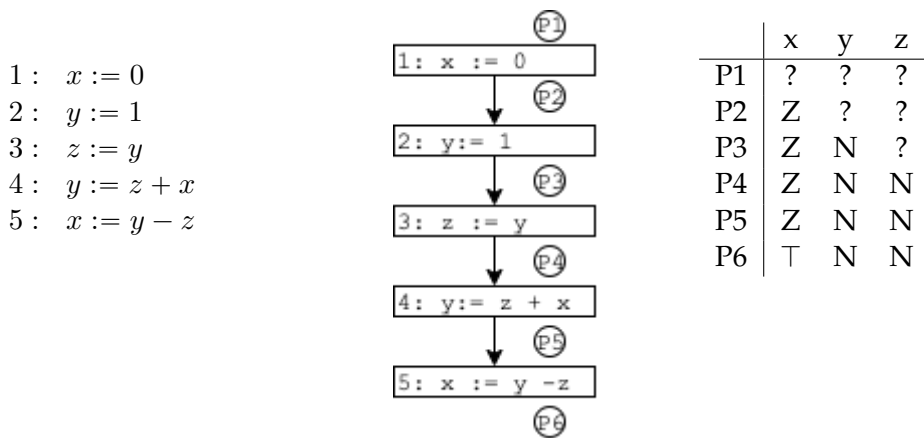 1 : x := 0
2 : y := 1
3 : z := y
4 : y := z + x
5 : x := y − z
P1
1: x := 0
P2
2: y:= 1
P3
3: z := y
P4
4: y:= z + x
P5
5: x := y -z
P6
x y z
P1 ? ? ?
P2 Z ? ?
P3 Z N ?
P4 Z N N
P5 Z N N
P6 ⊤ N N